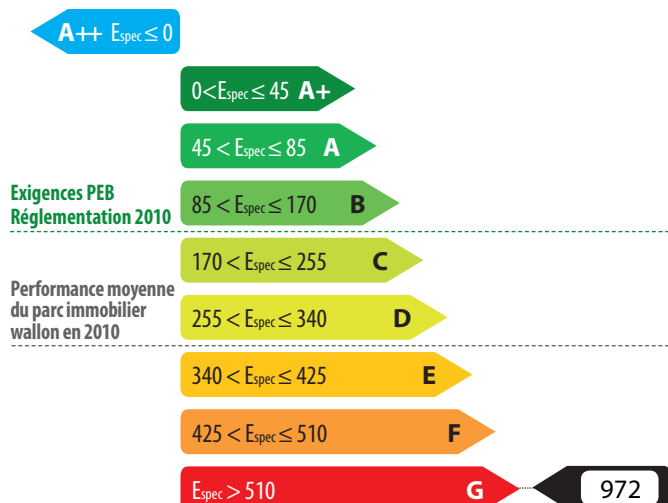 A++ Espec ≤ 0
0<Espec ≤ 45 A+
45 < Espec ≤ 85 A
Exigences PEB
Réglementation 2010
85 < Espec ≤ 170 B
170 < Espec ≤ 255 C
Performance moyenne
du parc immobilier
wallon en 2010
255 < Espec ≤ 340 D
340 < Espec ≤ 425 E
425 < Espec ≤ 510 F
Espec > 510 G 972